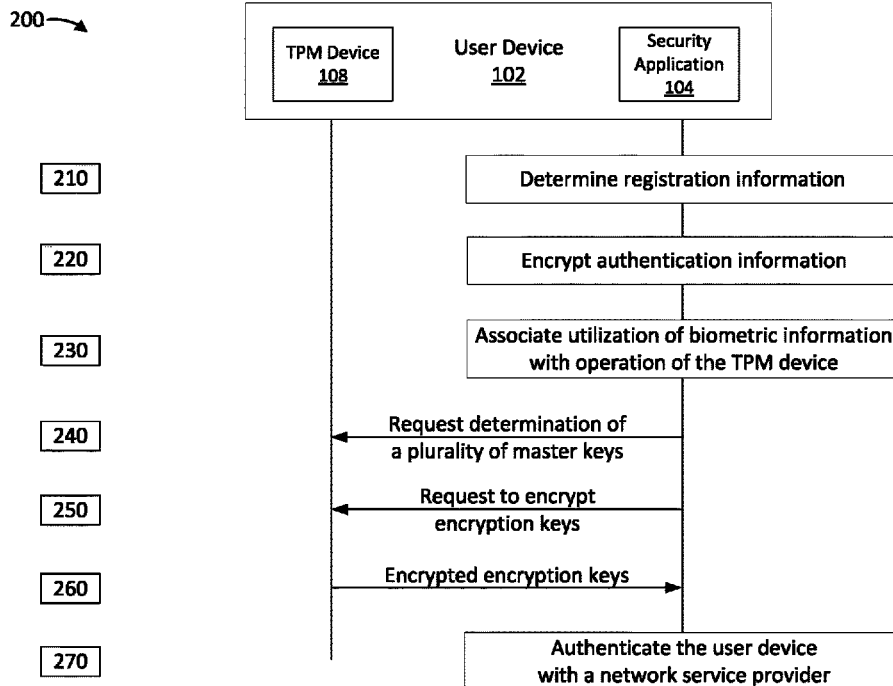 200
TPM Device
108
User Device
102
Security
Application
104
210
Determine registration information
220
Encrypt authentication information
230
Associate utilization of biometric information
with operation of the TPM device
240
Request determination of
a plurality of master keys
250
Request to encrypt
encryption keys
260
Encrypted encryption keys
270
Authenticate the user device
with a network service provider